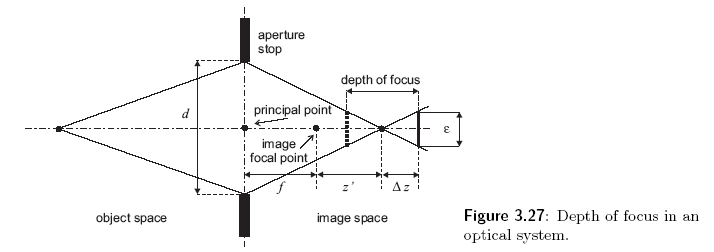 aperture
stop
depth of focus
d
principal point
ε
image
focal point
f
z'
Δz
object space
image space
Figure 3.27: Depth of focus in an
optical system.